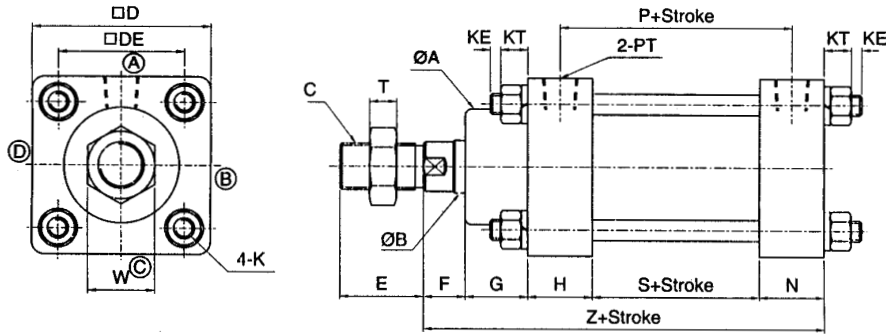 □D
□DE
Ⓐ
Ⓓ
Ⓑ
Ⓒ
W
4-K
P+Stroke
KE KT
2-PT
KT KE
ØA
C
T
ØB
E F G H S+Stroke N
Z+Stroke